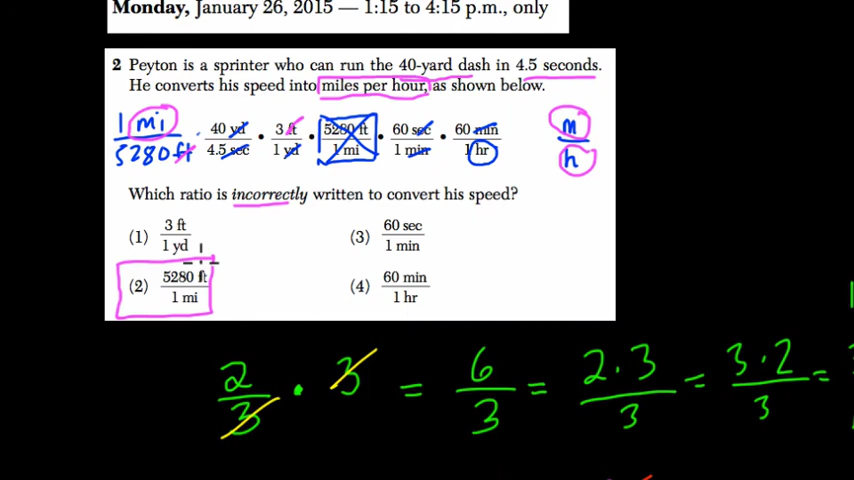 Monday, January 26, 2015 — 1:15 to 4:15 p.m., only
2 Peyton is a sprinter who can run the 40-yard dash in 4.5 seconds.
He converts his speed into miles per hour, as shown below.
1 mi / 5280 ft · 40 yd / 4.5 sec • 3 ft / 1 yd • 5280 ft / 1 mi • 60 sec / 1 min • 60 min / 1 hr m / h
Which ratio is incorrectly written to convert his speed?
(1) 3 ft / 1 yd (3) 60 sec / 1 min
(2) 5280 ft / 1 mi (4) 60 min / 1 hr
2 / 3 • 3 = 6 / 3 = 2 · 3 / 3 = 3 · 2 / 3 =